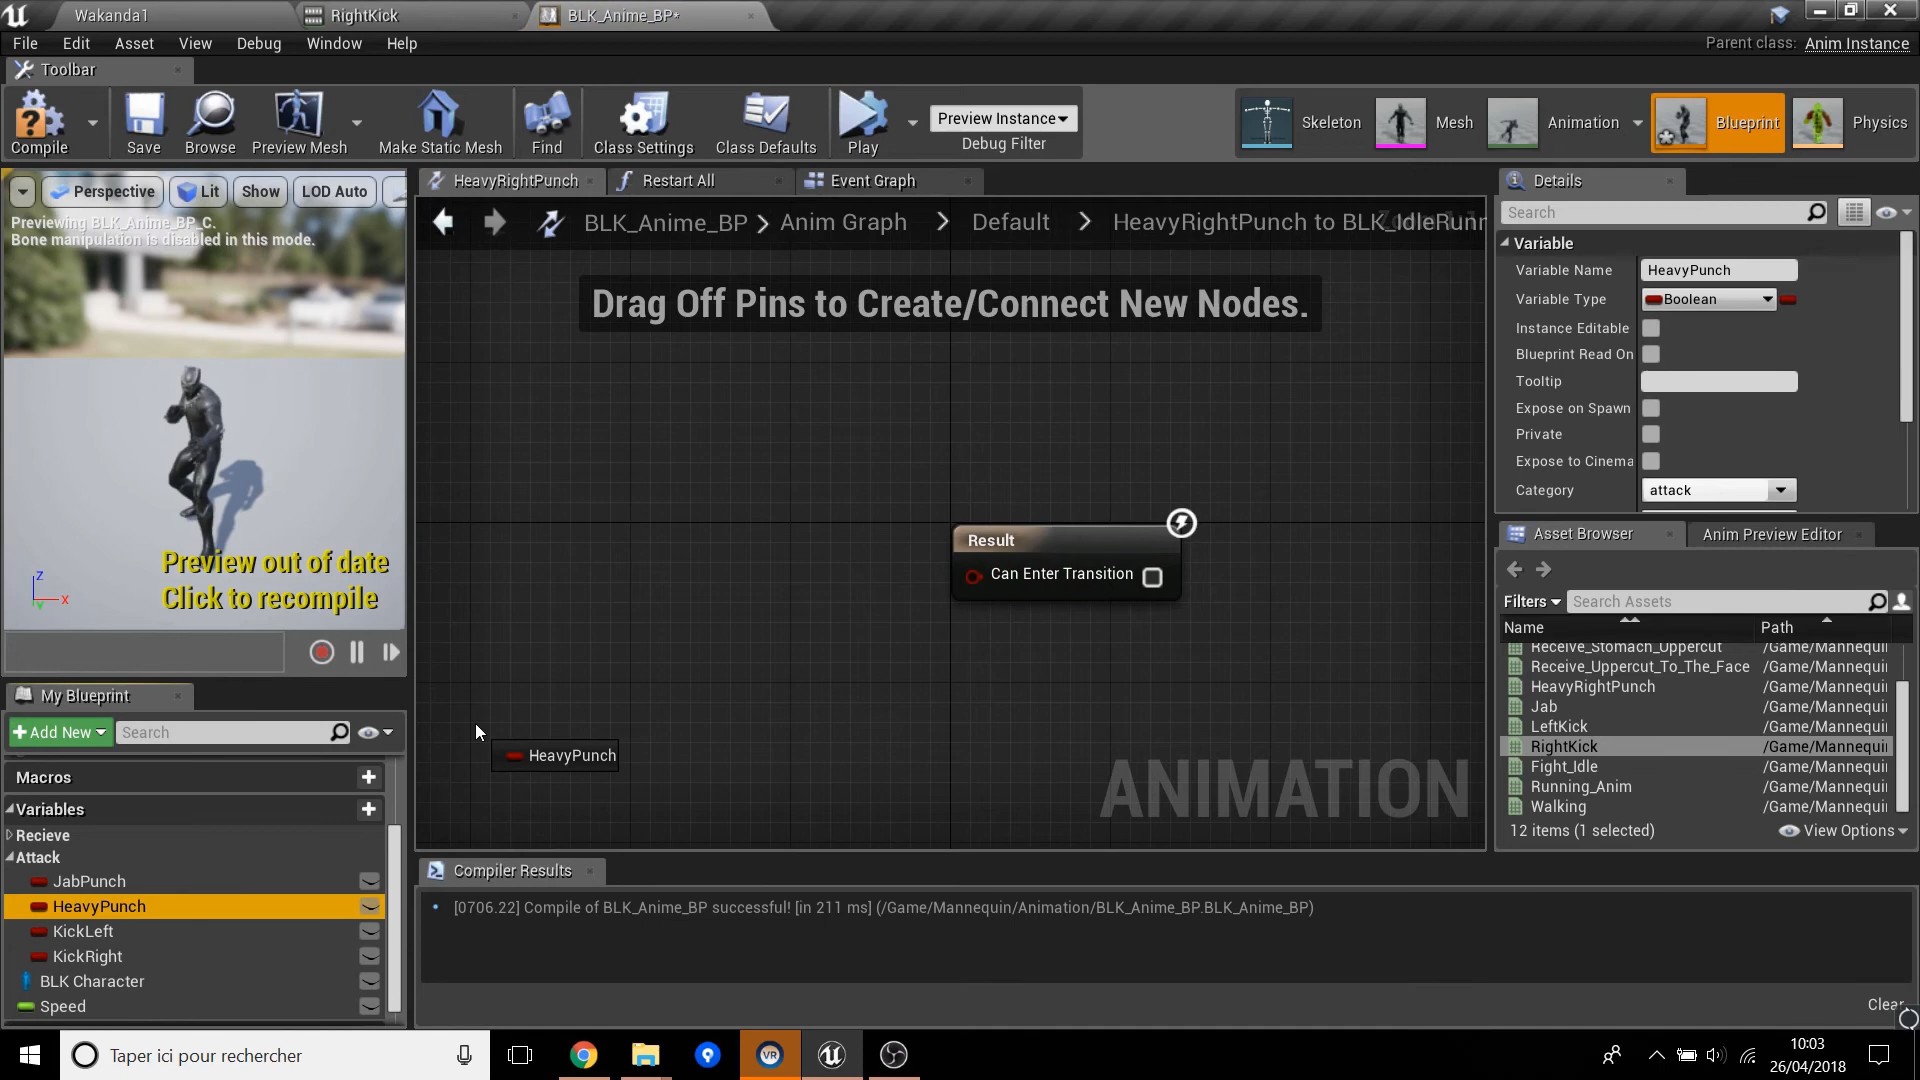 Wakanda1
RightKick
BLK_Anime_BP*
File Edit Asset View Debug Window Help
Parent class: Anim Instance
Toolbar
Compile
Save
Browse
Preview Mesh
Make Static Mesh
Find
Class Settings
Class Defaults
Play
Preview Instance
Debug Filter
Skeleton
Mesh
Animation
Blueprint
Physics
Perspective
Lit
Show
LOD Auto
Previewing BLK_Anime_BP_C.
Bone manipulation is disabled in this mode.
Preview out of date
Click to recompile
Z
X
Y
HeavyRightPunch
Restart All
Event Graph
BLK_Anime_BP > Anim Graph > Default > HeavyRightPunch to BLK_IdleRunn
Drag Off Pins to Create/Connect New Nodes.
Result
Can Enter Transition
HeavyPunch
ANIMATION
My Blueprint
+ Add New
Search
Macros
Variables
Recieve
Attack
JabPunch
HeavyPunch
KickLeft
KickRight
BLK Character
Speed
Compiler Results
[0706.22] Compile of BLK_Anime_BP successful! [in 211 ms] (/Game/Mannequin/Animation/BLK_Anime_BP.BLK_Anime_BP)
Clear
Details
Search
Variable
Variable Name HeavyPunch
Variable Type Boolean
Instance Editable
Blueprint Read On
Tooltip
Expose on Spawn
Private
Expose to Cinema
Category attack
Asset Browser
Anim Preview Editor
Filters
Search Assets
Name Path
Receive_Stomach_Uppercut /Game/Mannequi
Receive_Uppercut_To_The_Face /Game/Mannequi
HeavyRightPunch /Game/Mannequi
Jab /Game/Mannequi
LeftKick /Game/Mannequi
RightKick /Game/Mannequi
Fight_Idle /Game/Mannequi
Running_Anim /Game/Mannequi
Walking /Game/Mannequi
12 items (1 selected)
View Options
Taper ici pour rechercher
VR
10:03
26/04/2018